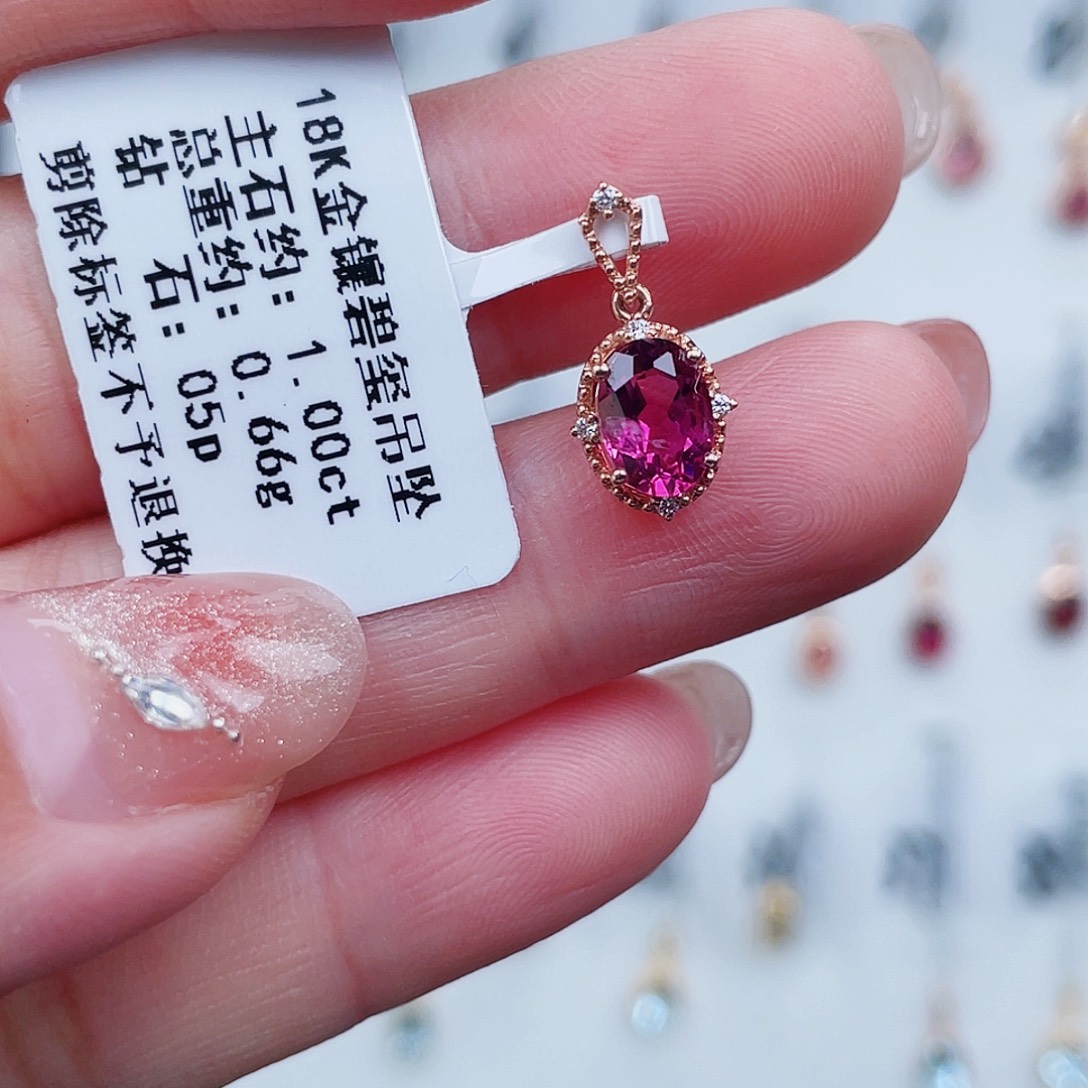 18K金镶碧玺吊坠
主石约: 1.00ct
总重约: 0.66g
钻 石: 05p
剪除标签不予退换